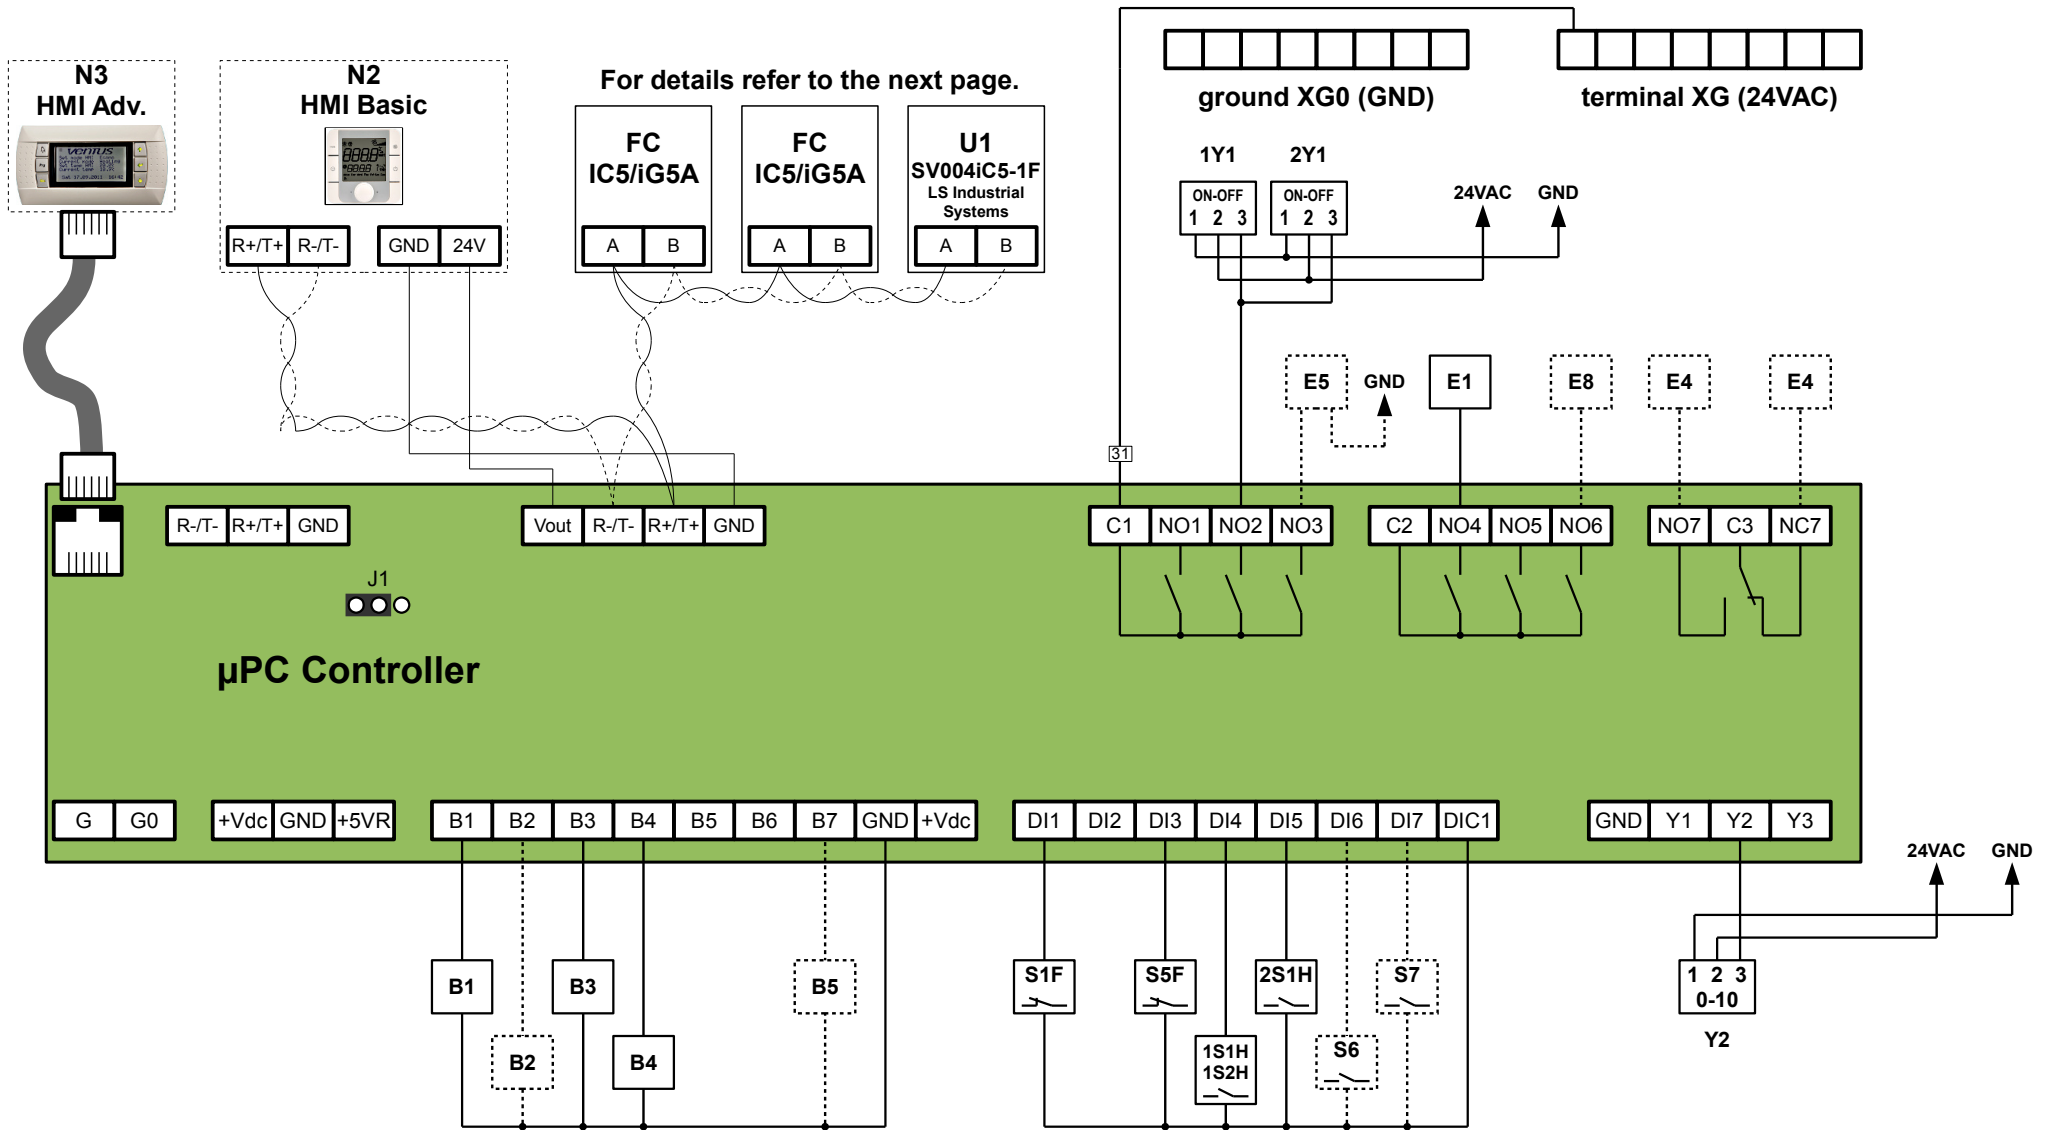 N3
HMI Adv.
VENTUS
N2
HMI Basic
For details refer to the next page.
FC
IC5/iG5A
FC
IC5/iG5A
U1
SV004iC5-1F
LS Industrial
Systems
R+/T+ R-/T- GND 24V
A B
A B
A B
ground XG0 (GND)
terminal XG (24VAC)
1Y1 2Y1
ON-OFF
1 2 3
ON-OFF
1 2 3
24VAC GND
E5
GND
E1
E8
E4
E4
31
R-/T- R+/T+ GND
Vout R-/T- R+/T+ GND
C1 NO1 NO2 NO3
C2 NO4 NO5 NO6
NO7 C3 NC7
J1
µPC Controller
G G0
+Vdc GND +5VR
B1 B2 B3 B4 B5 B6 B7 GND +Vdc
DI1 DI2 DI3 DI4 DI5 DI6 DI7 DIC1
GND Y1 Y2 Y3
24VAC GND
B1
B3
B5
B2
B4
S1F
S5F
2S1H
S7
1S1H
1S2H
S6
1 2 3
0-10
Y2